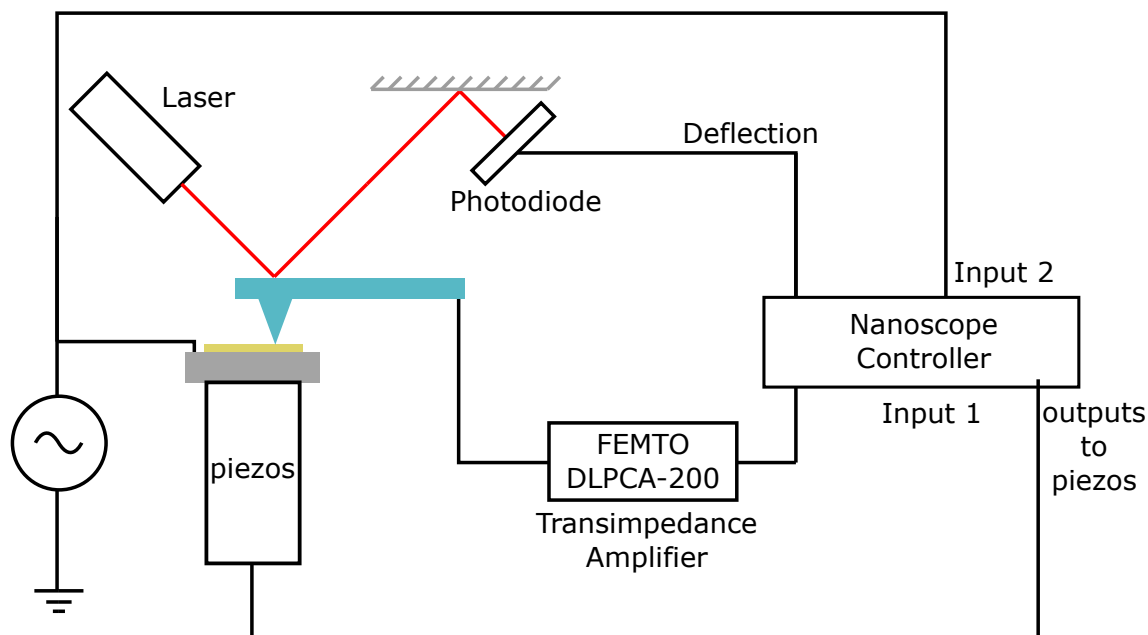 Laser
Deflection
Photodiode
Input 2
Nanoscope
Controller
Input 1
outputs
to
piezos
piezos
FEMTO
DLPCA-200
Transimpedance
Amplifier